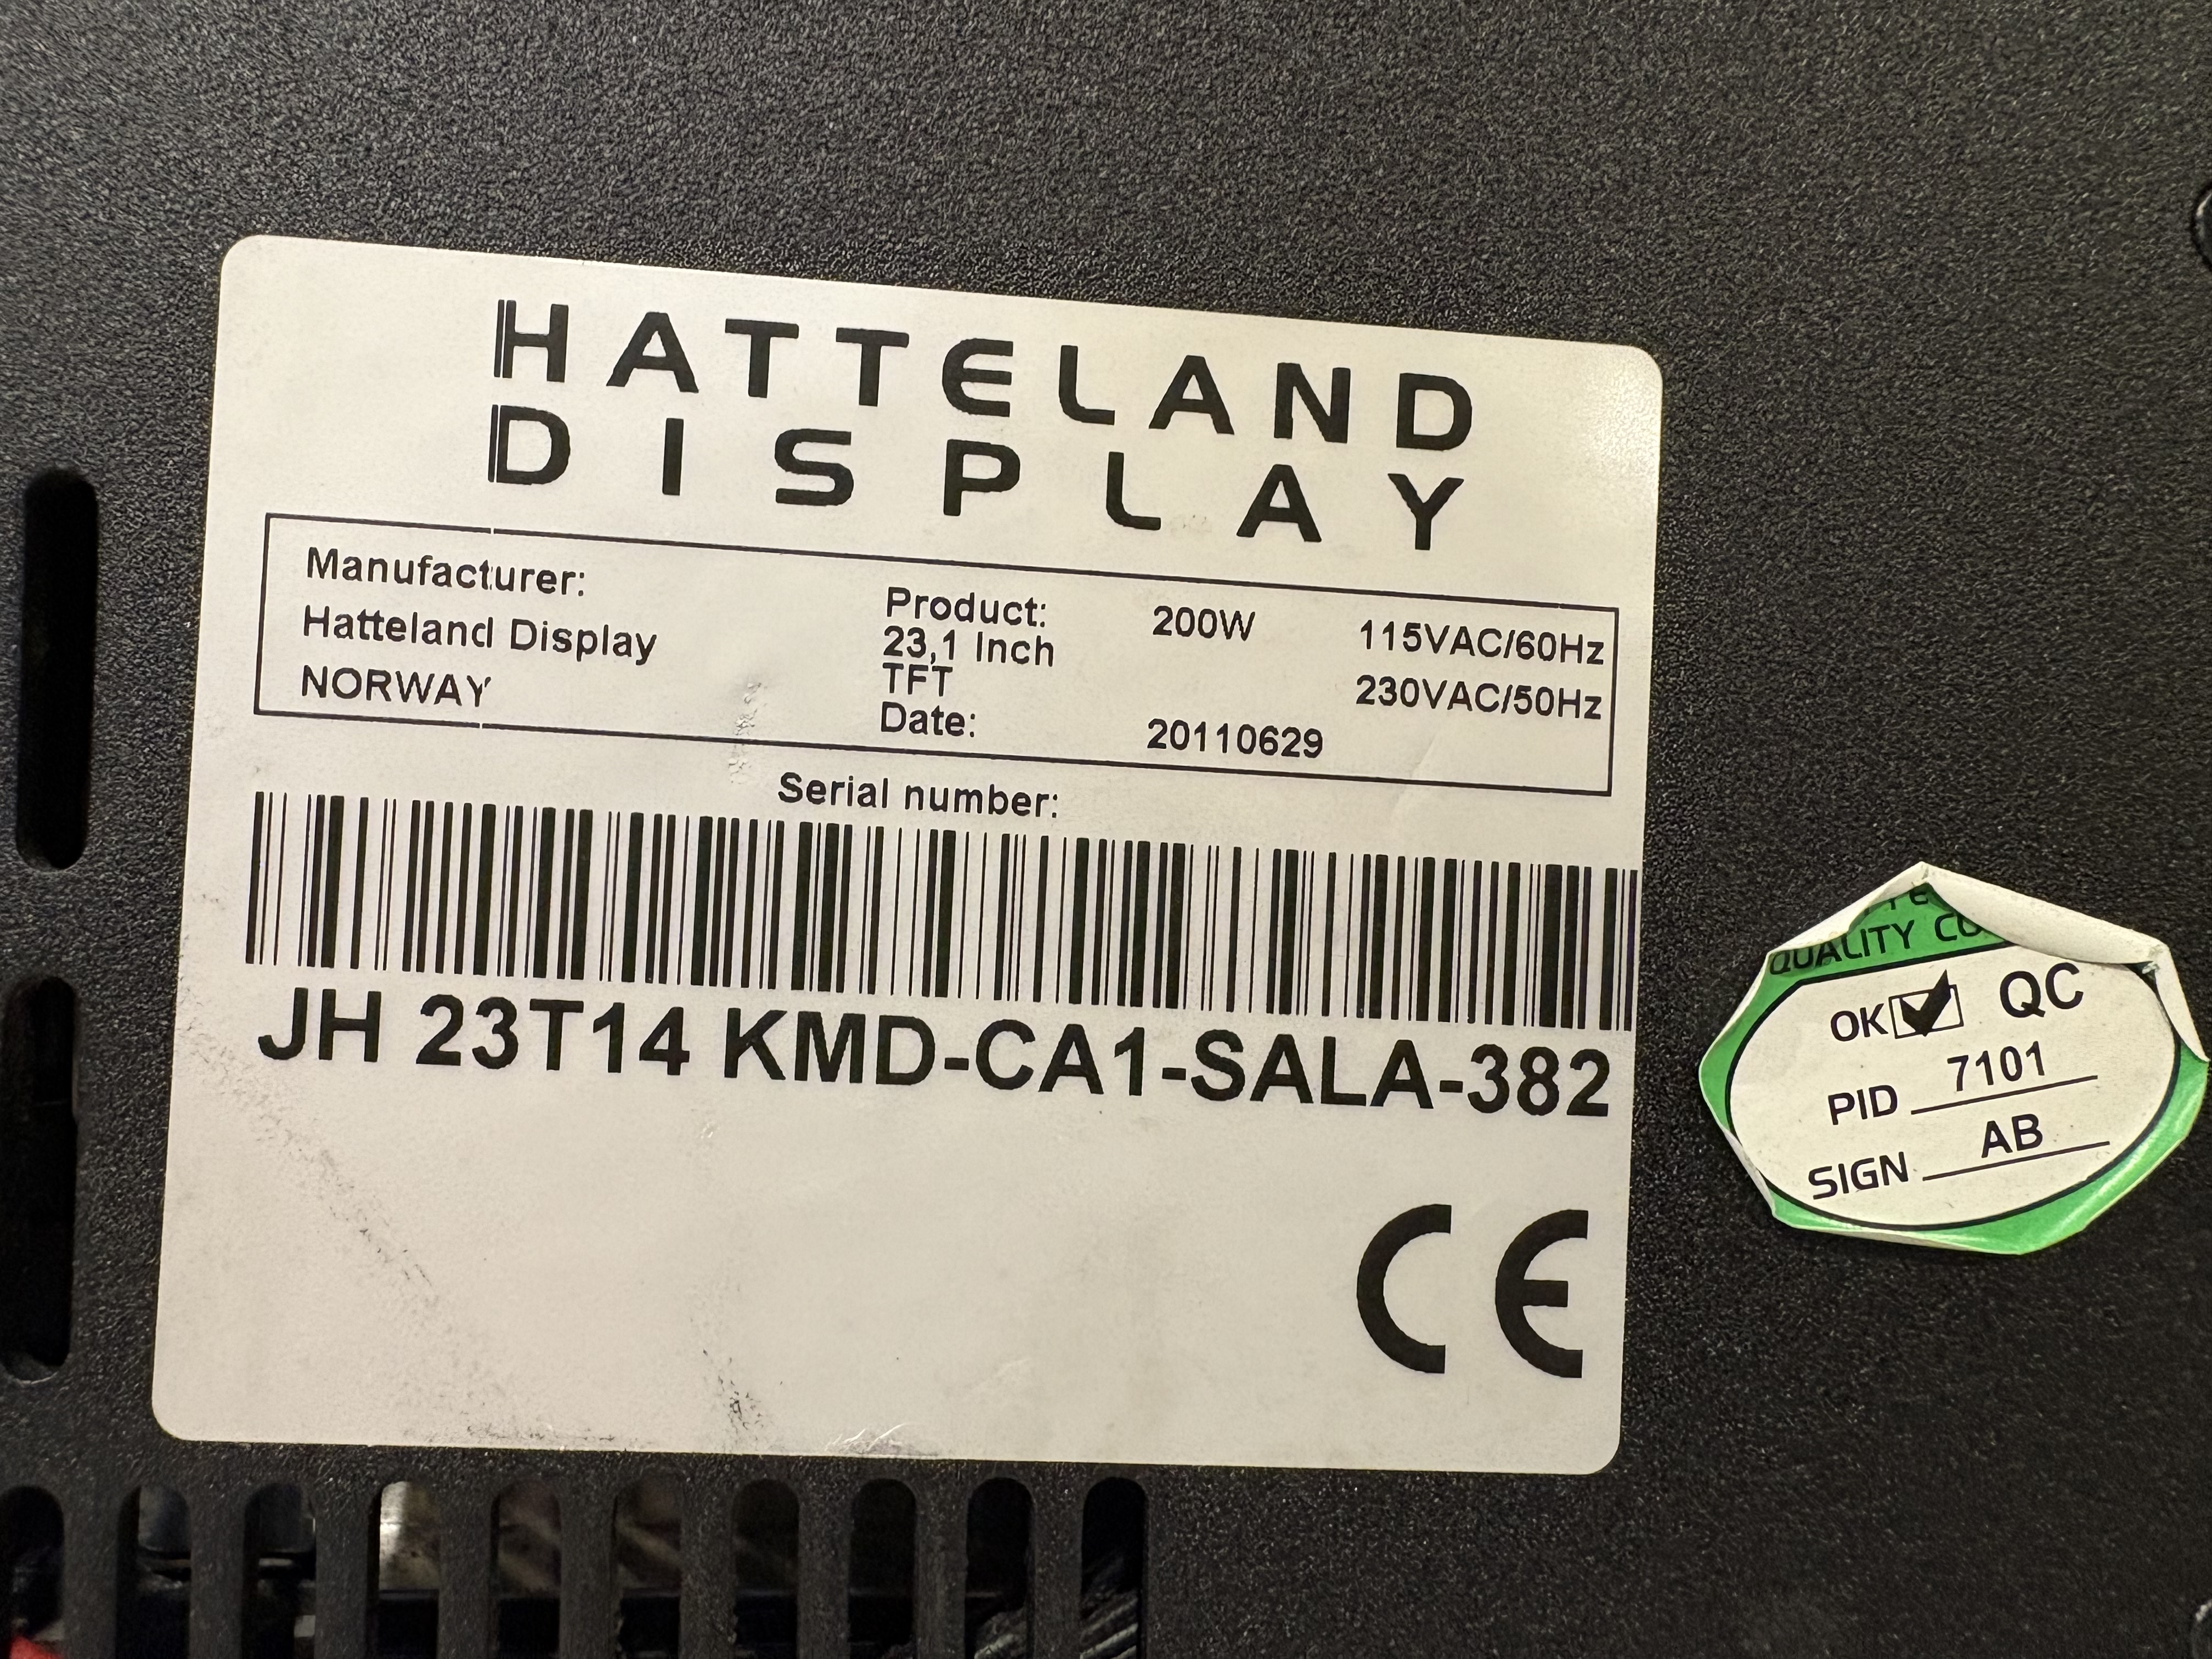 HATTELAND
DISPLAY
Manufacturer:
Hatteland Display
NORWAY
Product: 200W 115VAC/60Hz
23,1 Inch
TFT 230VAC/50Hz
Date: 20110629
Serial number:
JH 23T14 KMD-CA1-SALA-382
CE
QUALITY
OK QC
PID 7101
SIGN AB